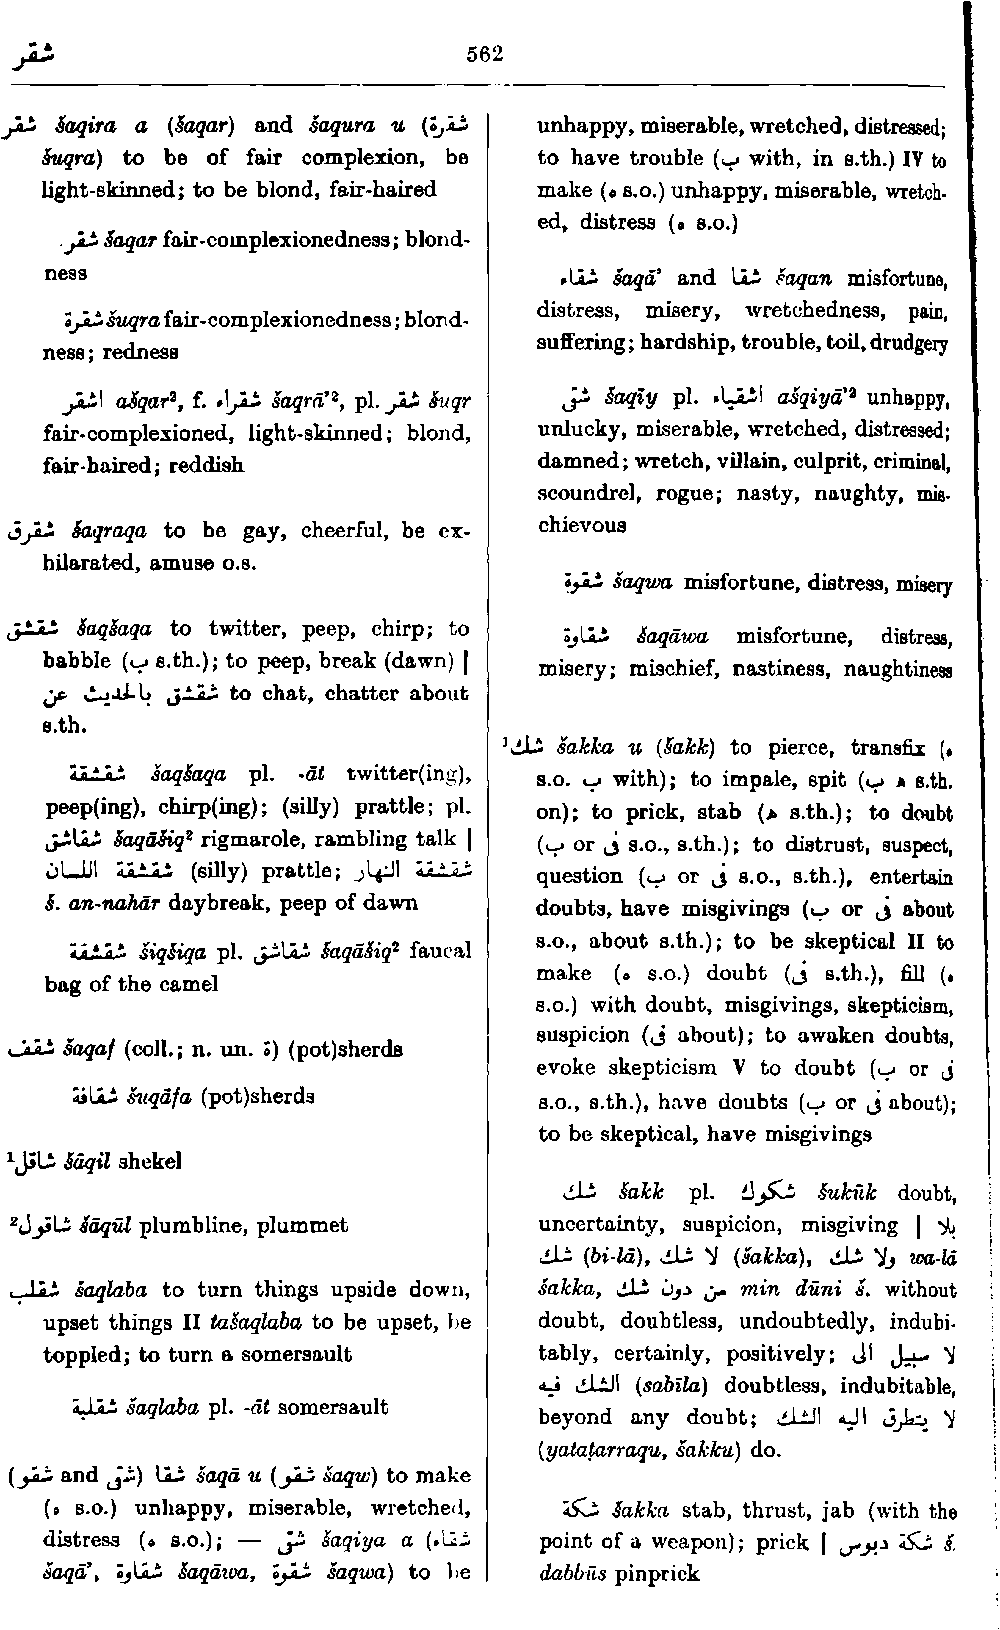 شقر
562
شقر šaqira a (šaqar) and šaqura u (شقرة
šuqra) to be of fair complexion, be
light-skinned; to be blond, fair-haired
شقر šaqar fair-complexionedness; blond-
ness
شقرة šuqra fair-complexionedness; blond-
ness; redness
اشقر ašqar², f. شقراء šaqrā’², pl. شقر šuqr
fair-complexioned, light-skinned; blond,
fair-haired; reddish
شقرق šaqraqa to be gay, cheerful, be ex-
hilarated, amuse o.s.
شقشق šaqšaqa to twitter, peep, chirp; to
babble (ب s.th.); to peep, break (dawn) |
شقشق بالحديث عن to chat, chatter about
s.th.
شقشقة šaqšaqa pl. -āt twitter(ing),
peep(ing), chirp(ing); (silly) prattle; pl.
شقاشق šaqāšiq² rigmarole, rambling talk |
شقشقة اللسان (silly) prattle; شقشقة النهار
š. an-nahār daybreak, peep of dawn
شقشقة šiqšiqa pl. شقاشق šaqāšiq² faucal
bag of the camel
شقف šaqaf (coll.; n. un. ة) (pot)sherds
شقافة šuqāfa (pot)sherds
شاقل¹ šāqil shekel
شاقول² šāqūl plumbline, plummet
شقلب šaqlaba to turn things upside down,
upset things II tašaqlaba to be upset, be
toppled; to turn a somersault
شقلبة šaqlaba pl. -āt somersault
(شقو and شقى) شقا šaqā u (شقو šaqw) to make
(ه s.o.) unhappy, miserable, wretched,
distress (ه s.o.); — شقى šaqiya a (شقاء
šaqā’, شقاوة šaqāwa, شقوة šaqwa) to be
unhappy, miserable, wretched, distressed;
to have trouble (ب with, in s.th.) IV to
make (ه s.o.) unhappy, miserable, wretch-
ed, distress (ه s.o.)
شقاء šaqā’ and شقا šaqan misfortune,
distress, misery, wretchedness, pain,
suffering; hardship, trouble, toil, drudgery
شقى šaqīy pl. اشقياء ašqiyā’² unhappy,
unlucky, miserable, wretched, distressed;
damned; wretch, villain, culprit, criminal,
scoundrel, rogue; nasty, naughty, mis-
chievous
شقوة šaqwa misfortune, distress, misery
شقاوة šaqāwa misfortune, distress,
misery; mischief, nastiness, naughtiness
شك¹ šakka u (šakk) to pierce, transfix (ه
s.o. ب with); to impale, spit (ه ب s.th.
on); to prick, stab (ه s.th.); to doubt
(ب or فى s.o., s.th.); to distrust, suspect,
question (ب or فى s.o., s.th.), entertain
doubts, have misgivings (ب or فى about
s.o., about s.th.); to be skeptical II to
make (ه s.o.) doubt (فى s.th.), fill (ه
s.o.) with doubt, misgivings, skepticism,
suspicion (فى about); to awaken doubts,
evoke skepticism V to doubt (ب or فى
s.o., s.th.), have doubts (ب or فى about);
to be skeptical, have misgivings
شك šakk pl. شكوك šukūk doubt,
uncertainty, suspicion, misgiving | بلا
شك (bi-lā), لا شك (šakka), ولا شك wa-lā
šakka, من دون شك min dūni š. without
doubt, doubtless, undoubtedly, indubi-
tably, certainly, positively; لا سبيل الى
الشك فيه (sabīla) doubtless, indubitable,
beyond any doubt; لا يتطرق اليه الشك
(yataṭarraqu, šakku) do.
شكة šakka stab, thrust, jab (with the
point of a weapon); prick | شكة دبوس š.
dabbūs pinprick